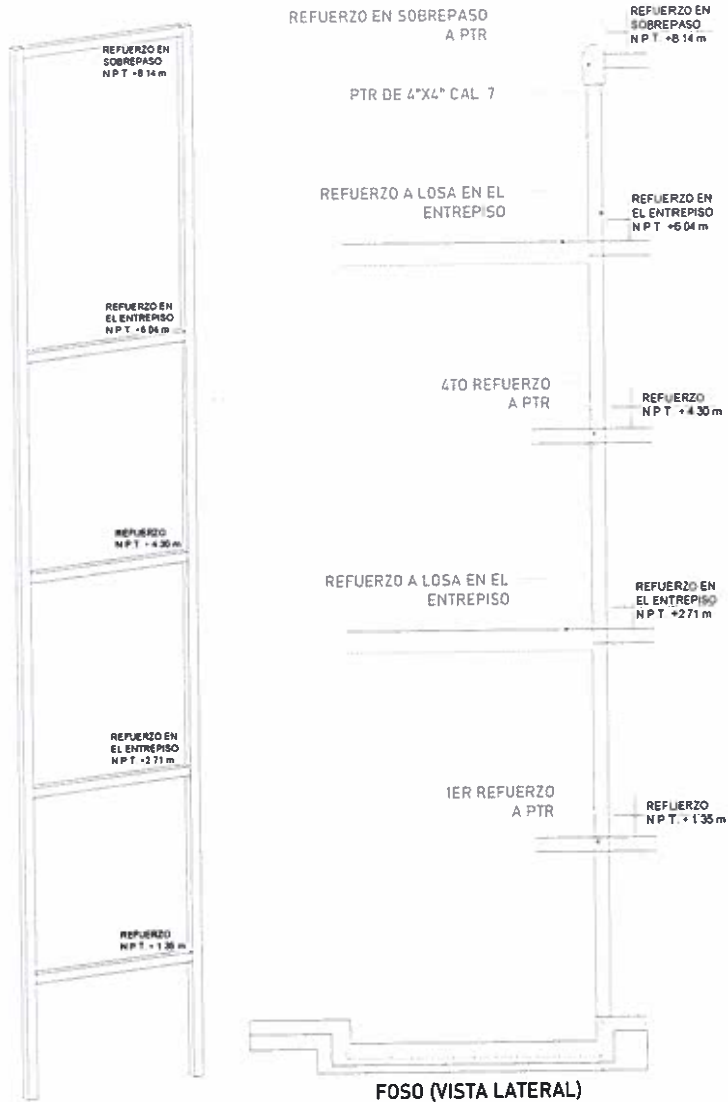 REFUERZO EN
SOBREPASO
N P T +8 14 m
REFUERZO EN
EL ENTREPISO
N P T +6 04 m
REFUERZO
N P T + 4 30 m
REFUERZO EN
EL ENTREPISO
N P T +2 71 m
REFUERZO
N P T + 1 35 m
REFUERZO EN SOBREPASO
A PTR
PTR DE 4"X4" CAL 7
REFUERZO A LOSA EN EL
ENTREPISO
4TO REFUERZO
A PTR
REFUERZO A LOSA EN EL
ENTREPISO
1ER REFUERZO
A PTR
REFUERZO EN
SOBREPASO
N P T +8 14 m
REFUERZO EN
EL ENTREPISO
N P T +6 04 m
REFUERZO
N P T + 4 30 m
REFUERZO EN
EL ENTREPISO
N P T +2 71 m
REFUERZO
N P T. + 1 35 m
FOSO (VISTA LATERAL)